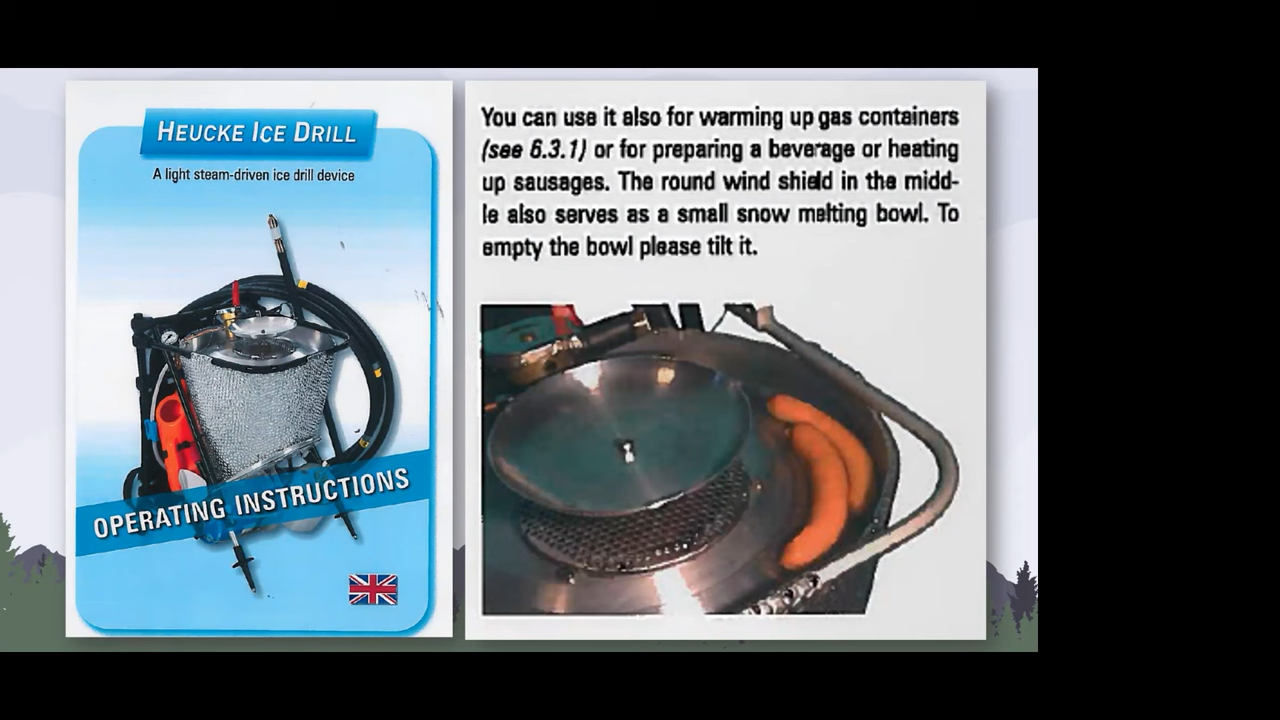 HEUCKE ICE DRILL
A light steam-driven ice drill device
OPERATING INSTRUCTIONS
You can use it also for warming up gas containers
(see 6.3.1) or for preparing a beverage or heating
up sausages. The round wind shield in the midd-
le also serves as a small snow melting bowl. To
empty the bowl please tilt it.